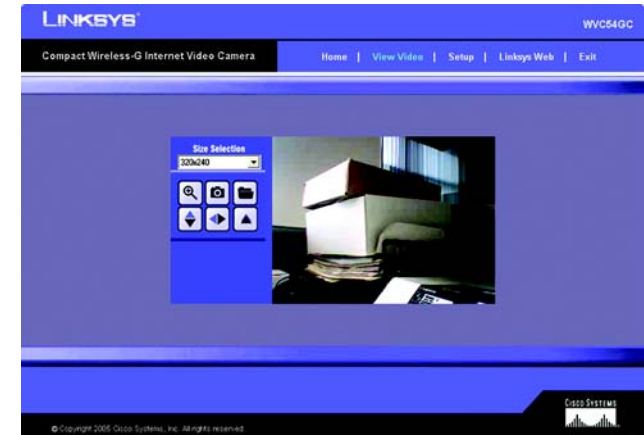 LINKSYS®
WVC54GC
Compact Wireless-G Internet Video Camera
Home | View Video | Setup | Linksys Web | Exit
Size Selection
320x240
CISCO SYSTEMS
© Copyright 2005 Cisco Systems, Inc. All rights reserved.